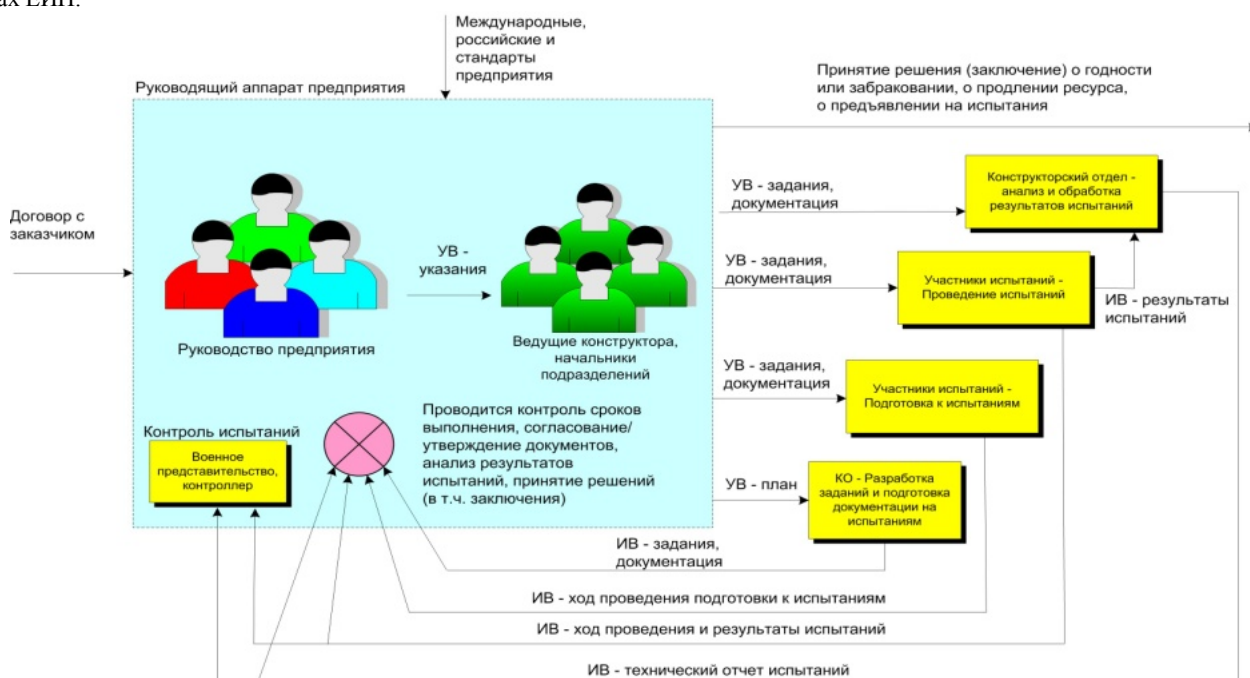 ах ЕИП.
Международные,
российские и
стандарты
предприятия
Руководящий аппарат предприятия
Принятие решения (заключение) о годности
или забраковании, о продлении ресурса,
о предъявлении на испытания
Договор с
заказчиком
УВ -
указания
Руководство предприятия
Ведущие конструктора,
начальники
подразделений
УВ - задания,
документация
Конструкторский отдел -
анализ и обработка
результатов испытаний
УВ - задания,
документация
Участники испытаний -
Проведение испытаний
ИВ - результаты
испытаний
УВ - задания,
документация
Участники испытаний -
Подготовка к испытаниям
Контроль испытаний
Военное
представительство,
контроллер
Проводится контроль сроков
выполнения, согласование/
утверждение документов,
анализ результатов
испытаний, принятие решений
(в т.ч. заключения)
УВ - план
КО - Разработка
заданий и подготовка
документации на
испытаниям
ИВ - задания,
документация
ИВ - ход проведения подготовки к испытаниям
ИВ - ход проведения и результаты испытаний
ИВ - технический отчет испытаний